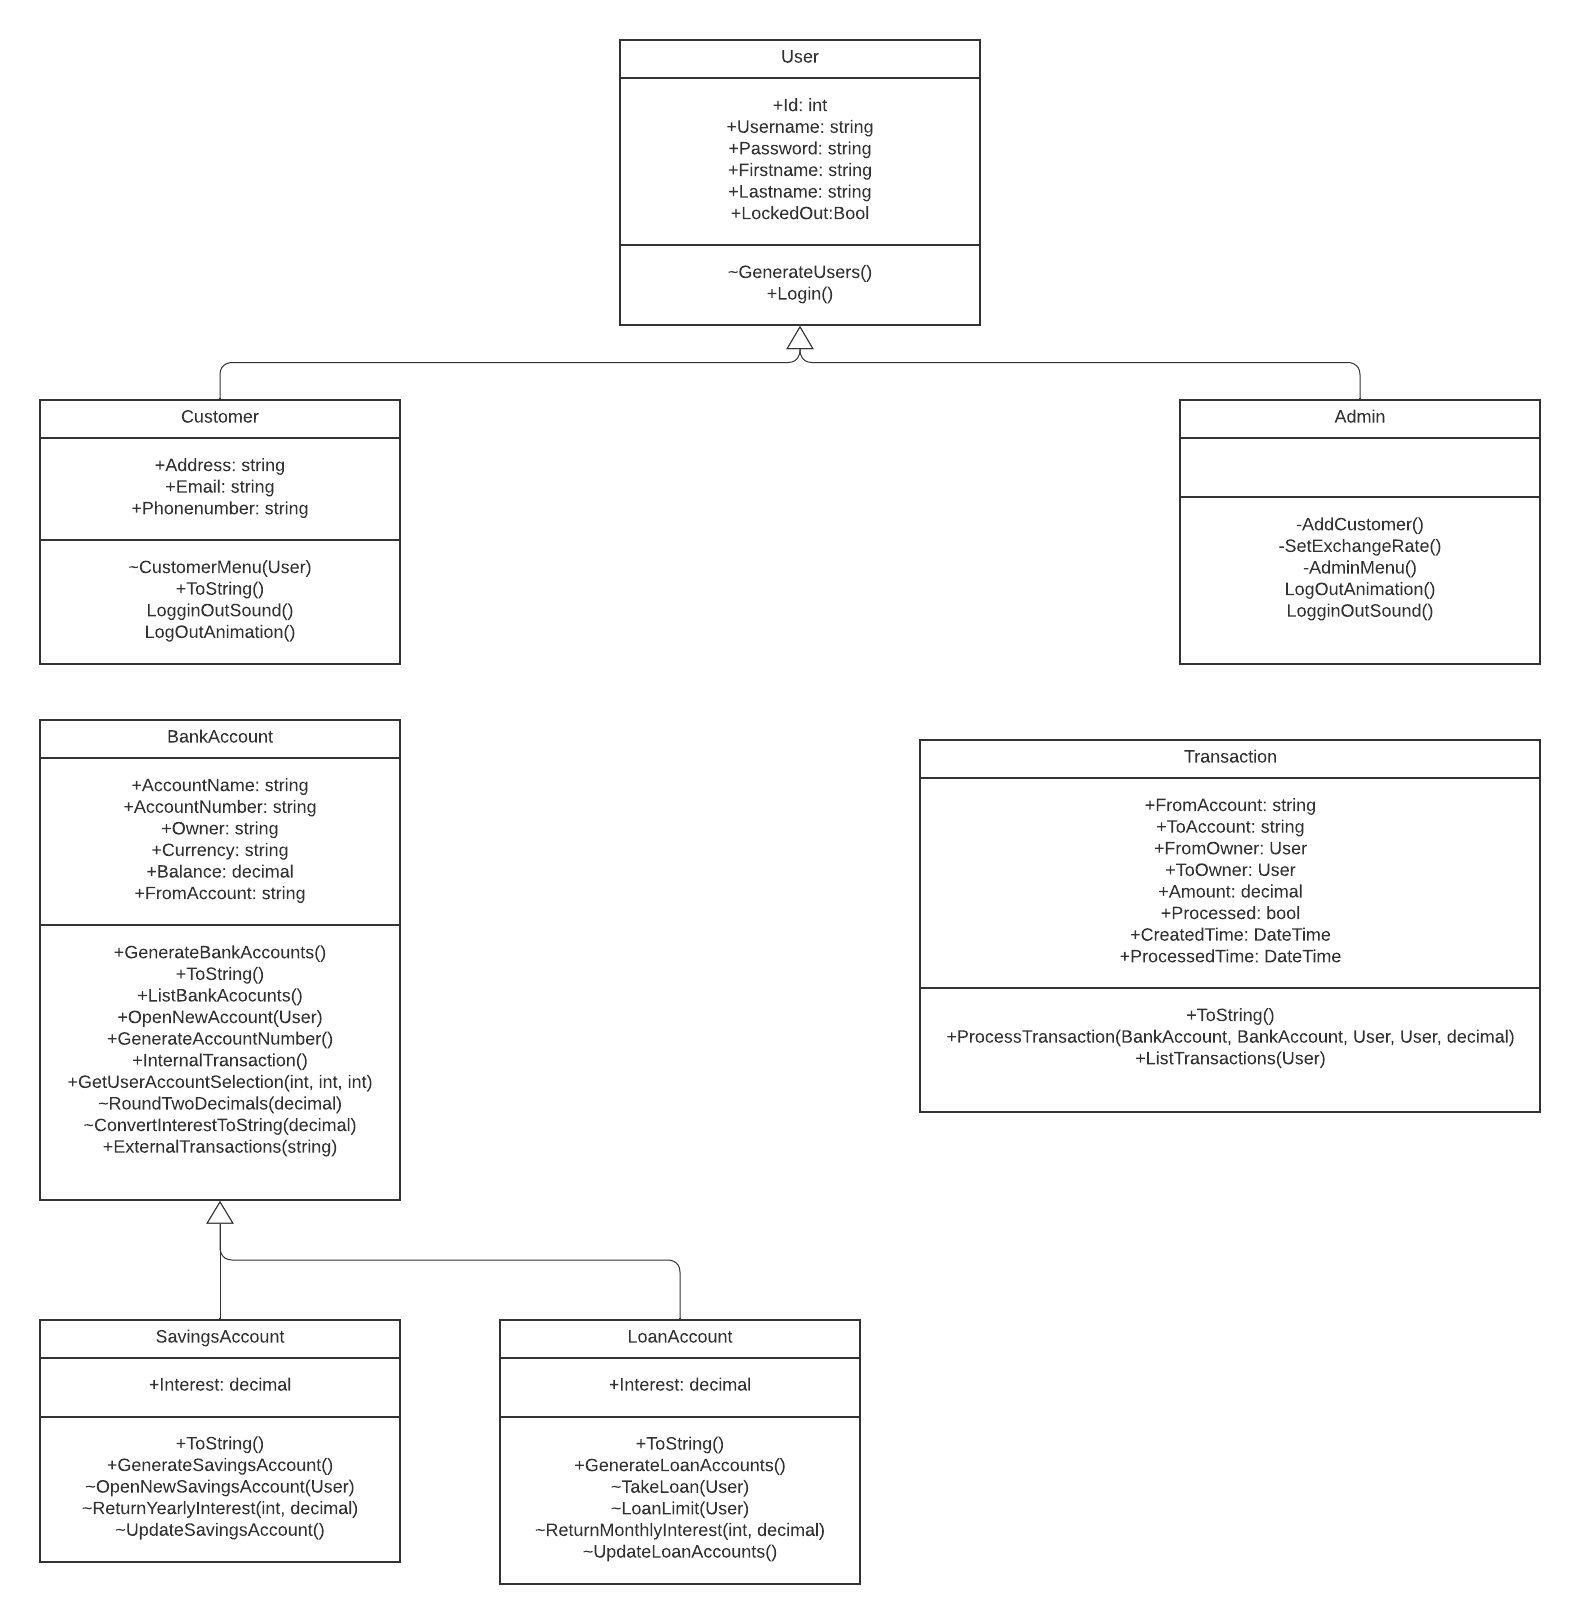 User
+Id: int
+Username: string
+Password: string
+Firstname: string
+Lastname: string
+LockedOut:Bool
~GenerateUsers()
+Login()
Customer
+Address: string
+Email: string
+Phonenumber: string
~CustomerMenu(User)
+ToString()
LogginOutSound()
LogOutAnimation()
Admin
-AddCustomer()
-SetExchangeRate()
-AdminMenu()
LogOutAnimation()
LogginOutSound()
BankAccount
+AccountName: string
+AccountNumber: string
+Owner: string
+Currency: string
+Balance: decimal
+FromAccount: string
+GenerateBankAccounts()
+ToString()
+ListBankAcocunts()
+OpenNewAccount(User)
+GenerateAccountNumber()
+InternalTransaction()
+GetUserAccountSelection(int, int, int)
~RoundTwoDecimals(decimal)
~ConvertInterestToString(decimal)
+ExternalTransactions(string)
Transaction
+FromAccount: string
+ToAccount: string
+FromOwner: User
+ToOwner: User
+Amount: decimal
+Processed: bool
+CreatedTime: DateTime
+ProcessedTime: DateTime
+ToString()
+ProcessTransaction(BankAccount, BankAccount, User, User, decimal)
+ListTransactions(User)
SavingsAccount
+Interest: decimal
+ToString()
+GenerateSavingsAccount()
~OpenNewSavingsAccount(User)
~ReturnYearlyInterest(int, decimal)
~UpdateSavingsAccount()
LoanAccount
+Interest: decimal
+ToString()
+GenerateLoanAccounts()
~TakeLoan(User)
~LoanLimit(User)
~ReturnMonthlyInterest(int, decimal)
~UpdateLoanAccounts()